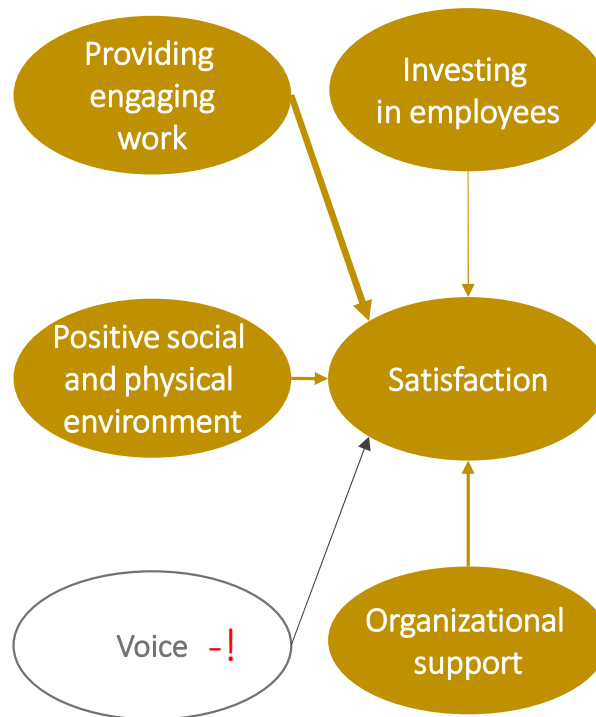 Providing
engaging
work
Investing
in employees
Positive social
and physical
environment
Satisfaction
Voice -!
Organizational
support